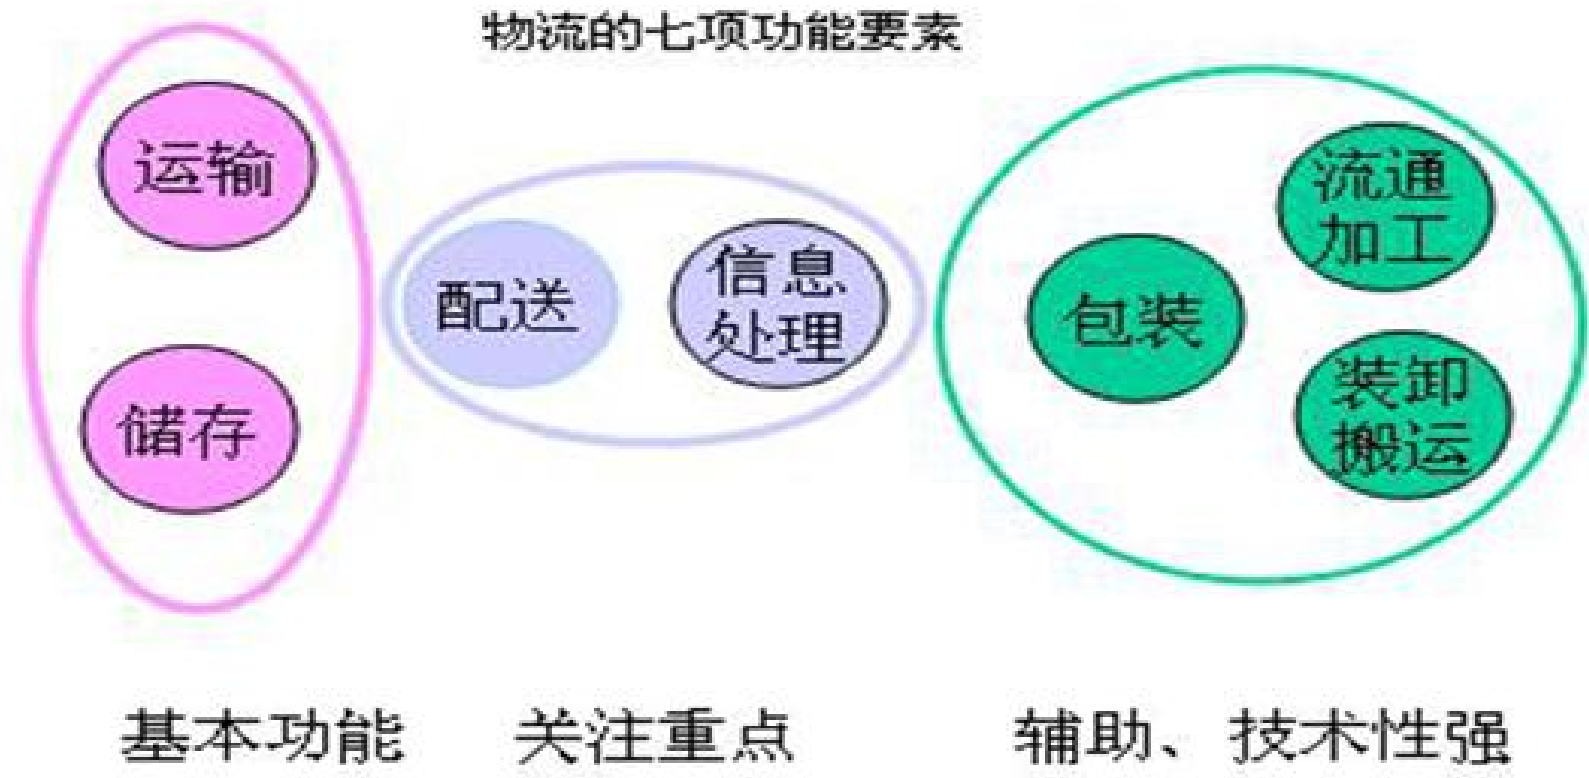 物流的七项功能要素
运输
储存
配送
信息
处理
包装
流通
加工
装卸
搬运
基本功能
关注重点
辅助、技术性强